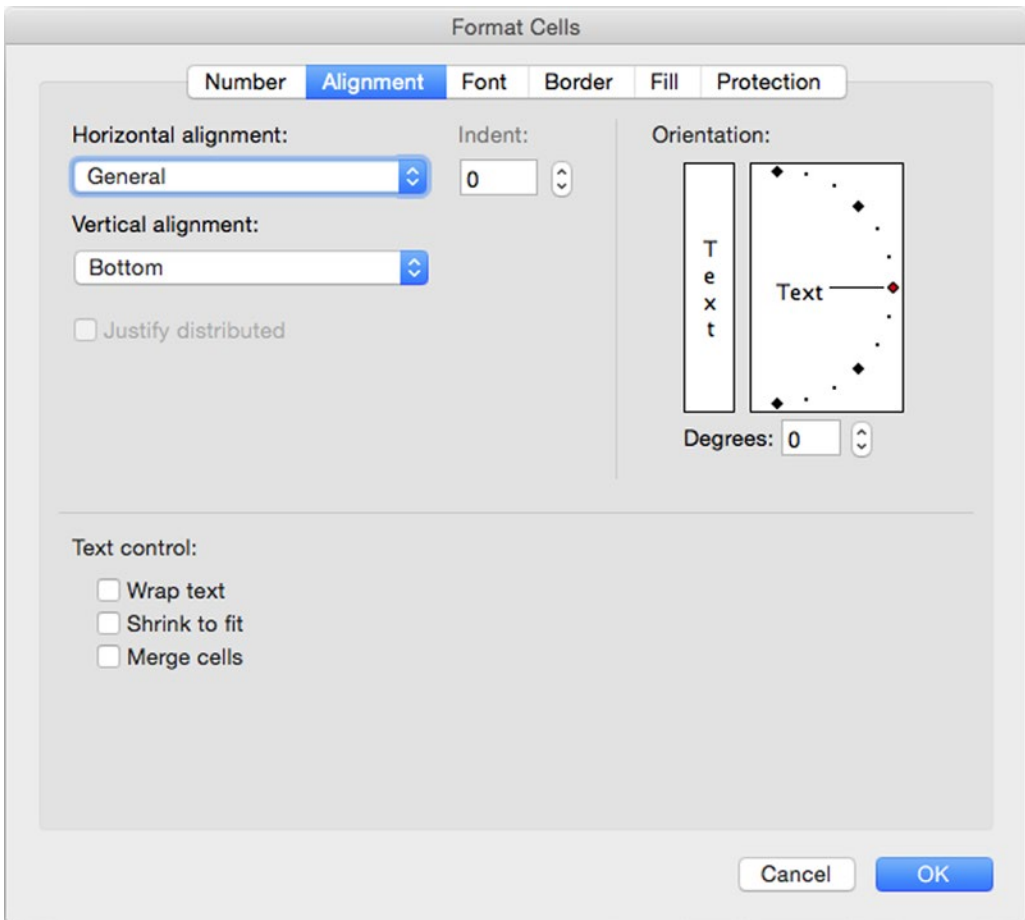 Format Cells
Number Alignment Font Border Fill Protection
Horizontal alignment:
General
Indent:
0
Vertical alignment:
Bottom
Justify distributed
Orientation:
T
e
x
t
Text
Degrees: 0
Text control:
Wrap text
Shrink to fit
Merge cells
Cancel OK